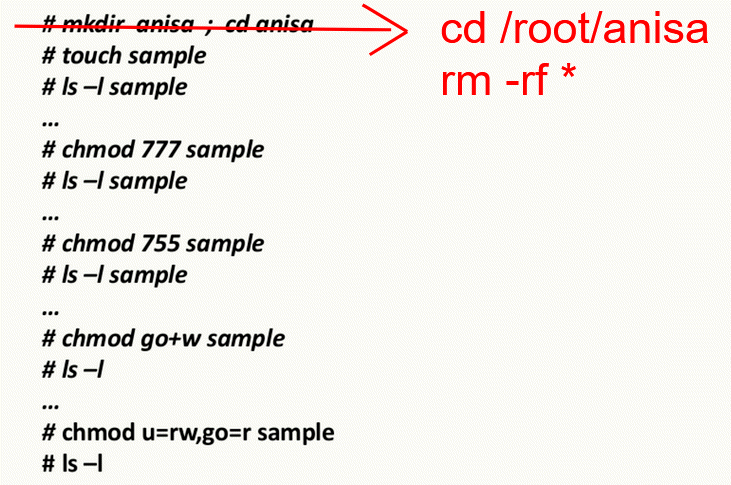 # mkdir anisa ; cd anisa
cd /root/anisa
rm -rf *
# touch sample
# ls –l sample
...
# chmod 777 sample
# ls –l sample
...
# chmod 755 sample
# ls –l sample
...
# chmod go+w sample
# ls –l
...
# chmod u=rw,go=r sample
# ls –l